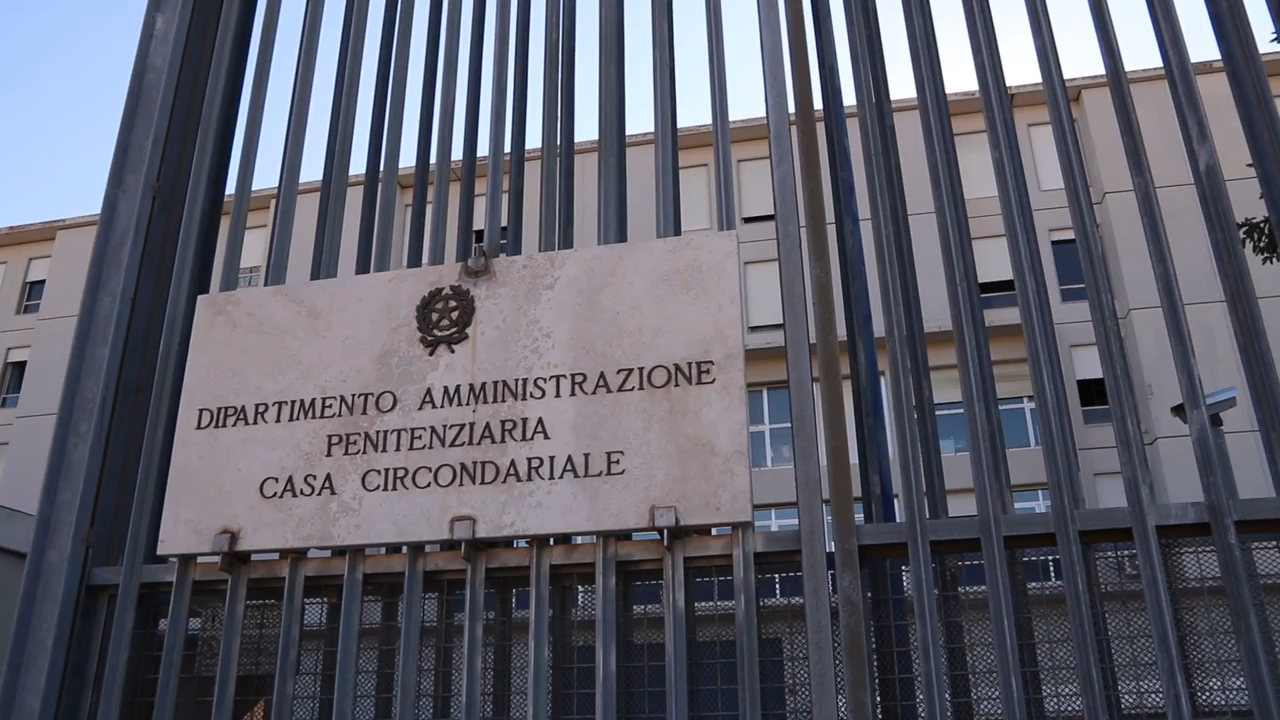 DIPARTIMENTO AMMINISTRAZIONE
PENITENZIARIA
CASA CIRCONDARIALE